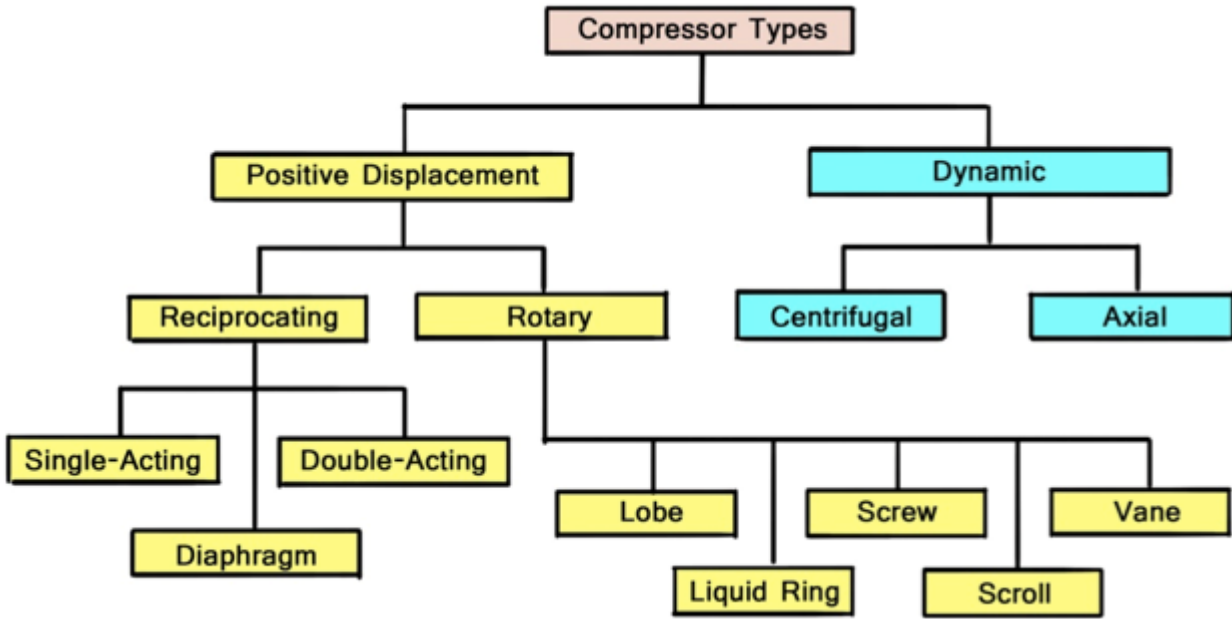 Compressor Types
Positive Displacement
Dynamic
Reciprocating
Rotary
Centrifugal
Axial
Single-Acting
Double-Acting
Diaphragm
Lobe
Screw
Vane
Liquid Ring
Scroll